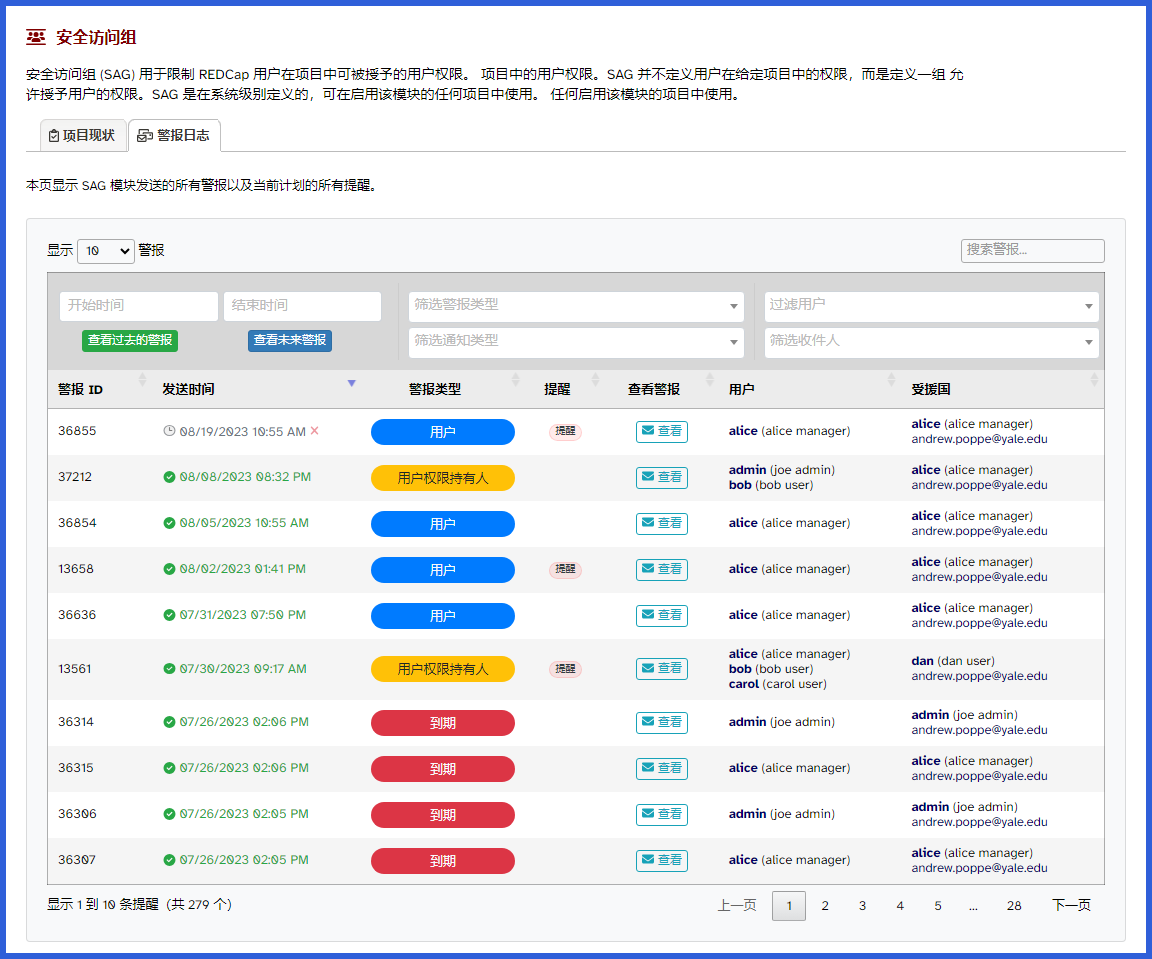 安全访问组
安全访问组 (SAG) 用于限制 REDCap 用户在项目中可被授予的用户权限。 项目中的用户权限。SAG 并不定义用户在给定项目中的权限，而是定义一组 允
许授予用户的权限。SAG 是在系统级别定义的，可在启用该模块的任何项目中使用。 任何启用该模块的项目中使用。
项目现状 警报日志
本页显示 SAG 模块发送的所有警报以及当前计划的所有提醒。
显示 10 警报 搜索警报...
开始时间 结束时间 筛选警报类型 过滤用户
查看过去的警报 查看未来警报 筛选通知类型 筛选收件人
警报 ID 发送时间 警报类型 提醒 查看警报 用户 受援国
36855 08/19/2023 10:55 AM × 用户 提醒 查看 alice (alice manager) alice (alice manager)
andrew.poppe@yale.edu
37212 08/08/2023 08:32 PM 用户权限持有人 查看 admin (joe admin) alice (alice manager)
bob (bob user) andrew.poppe@yale.edu
36854 08/05/2023 10:55 AM 用户 查看 alice (alice manager) alice (alice manager)
andrew.poppe@yale.edu
13658 08/02/2023 01:41 PM 用户 提醒 查看 alice (alice manager) alice (alice manager)
andrew.poppe@yale.edu
36636 07/31/2023 07:50 PM 用户 查看 alice (alice manager) alice (alice manager)
andrew.poppe@yale.edu
13561 07/30/2023 09:17 AM 用户权限持有人 提醒 查看 alice (alice manager) dan (dan user)
bob (bob user) andrew.poppe@yale.edu
carol (carol user)
36314 07/26/2023 02:06 PM 到期 查看 admin (joe admin) admin (joe admin)
andrew.poppe@yale.edu
36315 07/26/2023 02:06 PM 到期 查看 alice (alice manager) alice (alice manager)
andrew.poppe@yale.edu
36306 07/26/2023 02:05 PM 到期 查看 admin (joe admin) admin (joe admin)
andrew.poppe@yale.edu
36307 07/26/2023 02:05 PM 到期 查看 alice (alice manager) alice (alice manager)
andrew.poppe@yale.edu
显示 1 到 10 条提醒（共 279 个） 上一页 1 2 3 4 5 ... 28 下一页